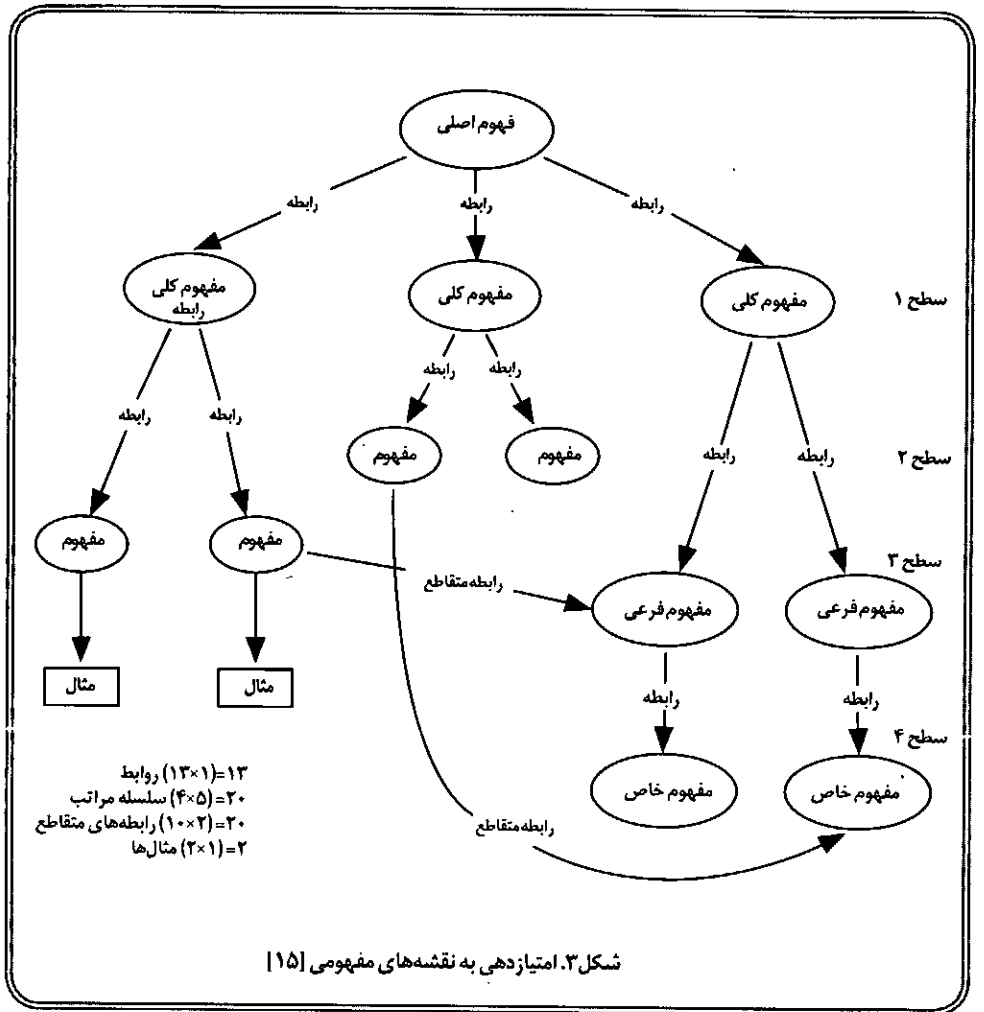 فهوم اصلی
رابطه
رابطه
رابطه
مفهوم کلی
مفهوم کلی
مفهوم کلی
رابطه
سطح ۱
رابطه
رابطه
رابطه
رابطه
رابطه
رابطه
مفهوم
مفهوم
سطح ۲
مفهوم
مفهوم
سطح ۳
رابطه متقاطع
مفهوم فرعی
مفهوم فرعی
مثال
مثال
رابطه
رابطه
سطح ۴
مفهوم خاص
مفهوم خاص
رابطه متقاطع
۱۳=(۱۳×۱) روابط
۲۰=(۴×۵) سلسله مراتب
۲۰=(۱۰×۲) رابطه‌های متقاطع
۲=(۲×۱) مثال‌ها
شکل۳. امتیازدهی به نقشه‌های مفهومی [۱۵]